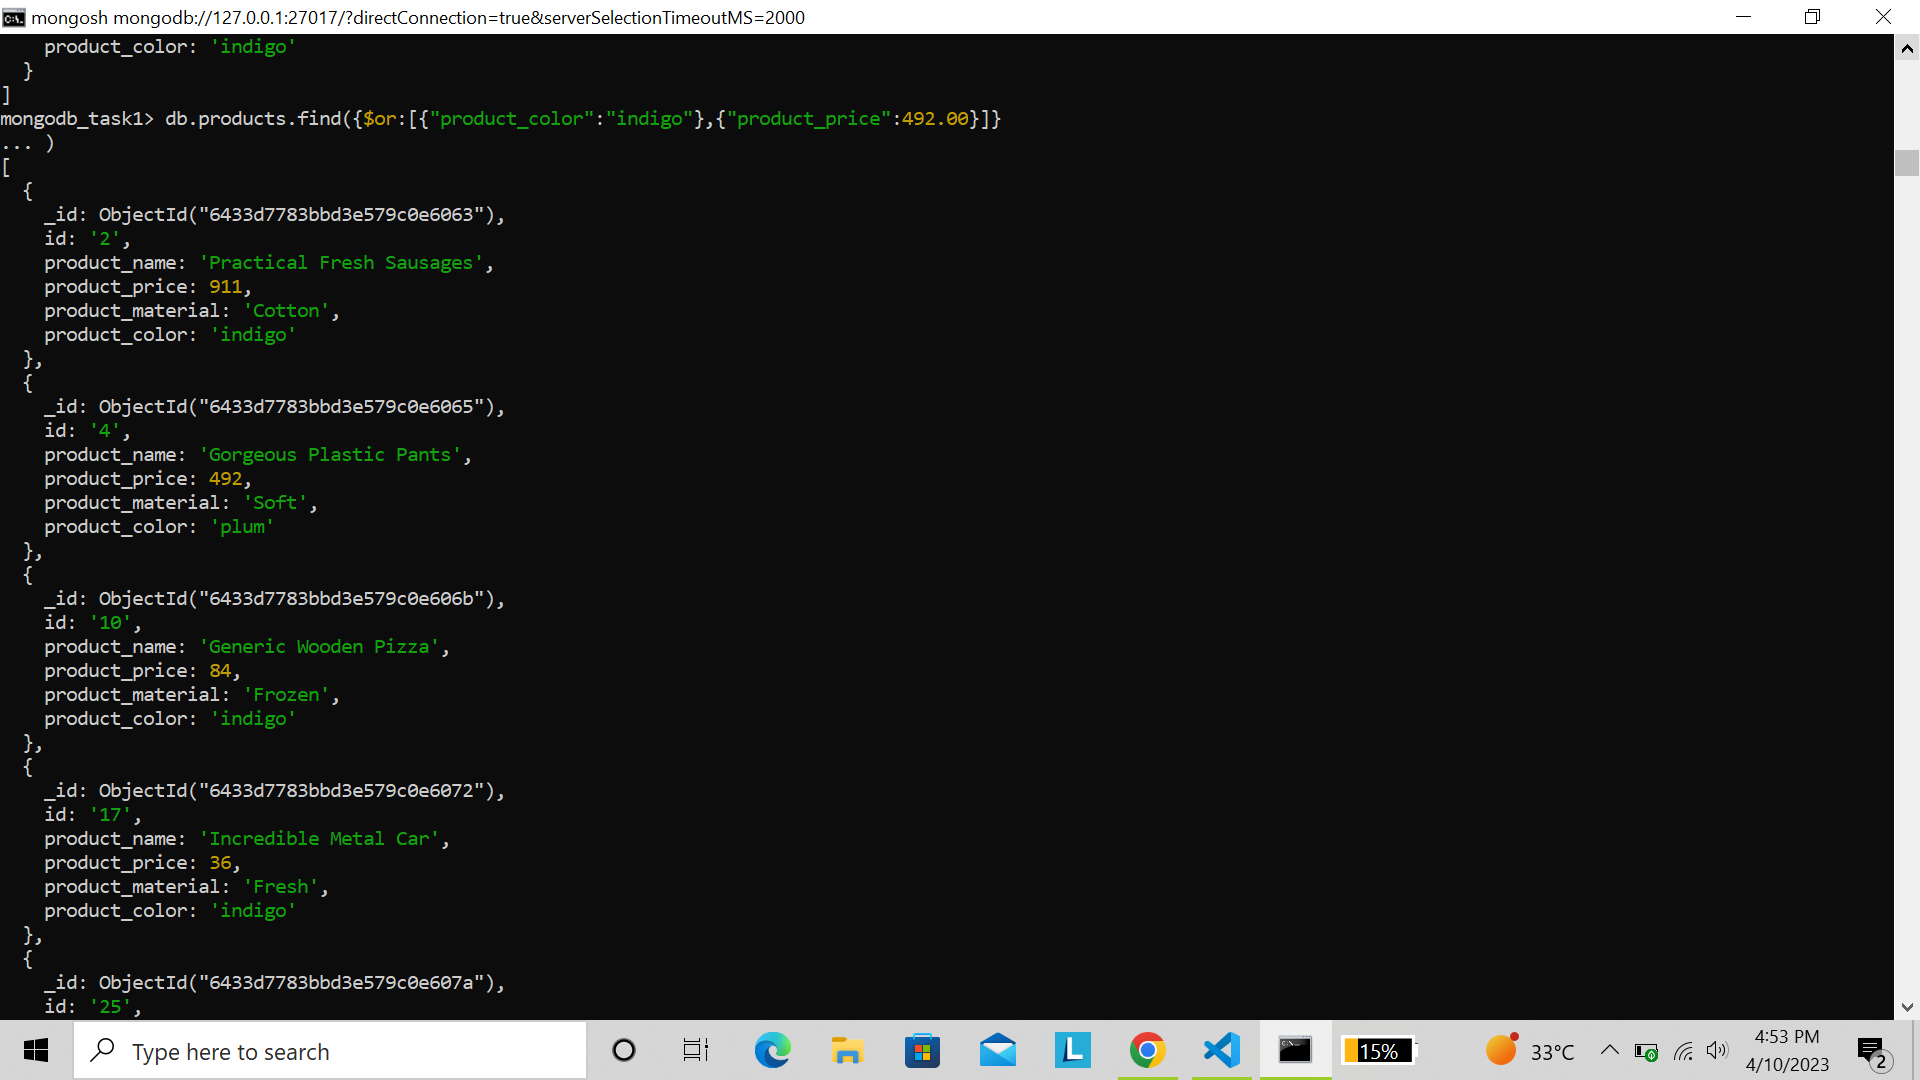 mongosh mongodb://127.0.0.1:27017/?directConnection=true&serverSelectionTimeoutMS=2000
    product_color: 'indigo'
  }
]
mongodb_task1> db.products.find({$or:[{"product_color":"indigo"},{"product_price":492.00}]}
... )
[
  {
    _id: ObjectId("6433d7783bbd3e579c0e6063"),
    id: '2',
    product_name: 'Practical Fresh Sausages',
    product_price: 911,
    product_material: 'Cotton',
    product_color: 'indigo'
  },
  {
    _id: ObjectId("6433d7783bbd3e579c0e6065"),
    id: '4',
    product_name: 'Gorgeous Plastic Pants',
    product_price: 492,
    product_material: 'Soft',
    product_color: 'plum'
  },
  {
    _id: ObjectId("6433d7783bbd3e579c0e606b"),
    id: '10',
    product_name: 'Generic Wooden Pizza',
    product_price: 84,
    product_material: 'Frozen',
    product_color: 'indigo'
  },
  {
    _id: ObjectId("6433d7783bbd3e579c0e6072"),
    id: '17',
    product_name: 'Incredible Metal Car',
    product_price: 36,
    product_material: 'Fresh',
    product_color: 'indigo'
  },
  {
    _id: ObjectId("6433d7783bbd3e579c0e607a"),
    id: '25',
Type here to search
L
15%
33°C
4:53 PM
4/10/2023
2